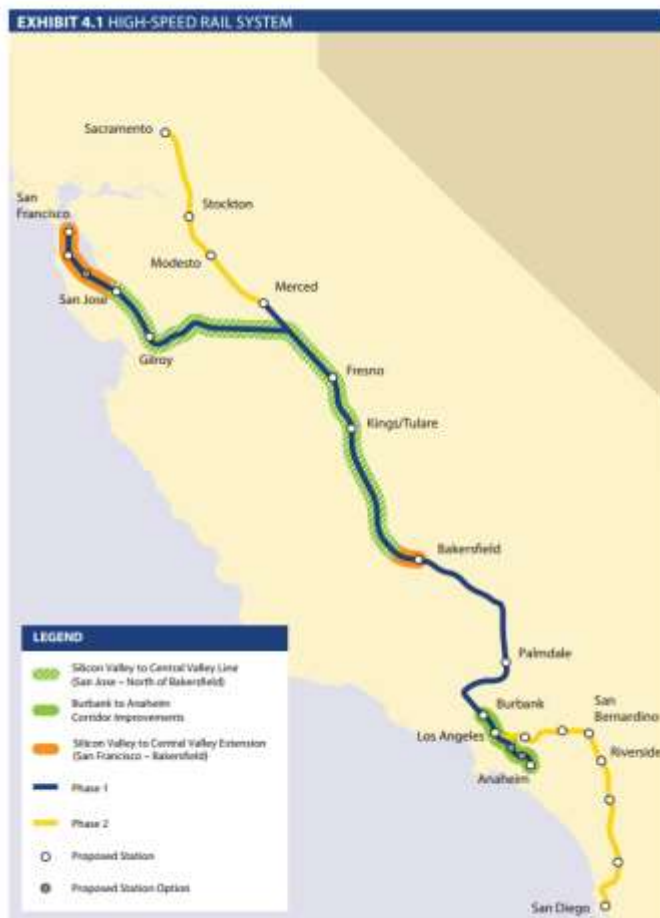 EXHIBIT 4.1 HIGH-SPEED RAIL SYSTEM
Sacramento
San
Francisco
Stockton
Modesto
Merced
San José
Gilroy
Fresno
Kings/Tulare
Bakersfield
Palmdale
Burbank
San
Bernardino
Los Angeles
Riverside
Anaheim
San Diego
LEGEND
Silicon Valley to Central Valley Line
(San Jose – North of Bakersfield)
Burbank to Anaheim
Corridor Improvements
Silicon Valley to Central Valley Extension
(San Francisco – Bakersfield)
Phase 1
Phase 2
Proposed Station
Proposed Station Option